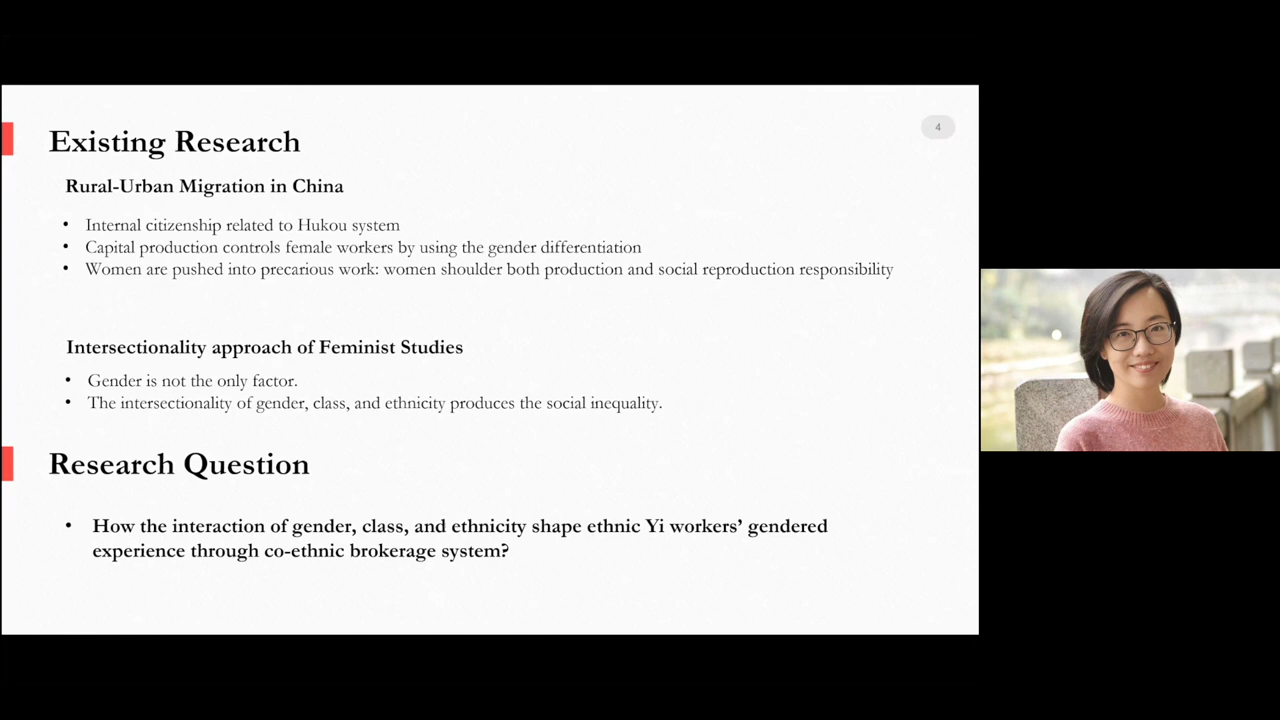 4
Existing Research
Rural-Urban Migration in China
• Internal citizenship related to Hukou system
• Capital production controls female workers by using the gender differentiation
• Women are pushed into precarious work: women shoulder both production and social reproduction responsibility
Intersectionality approach of Feminist Studies
• Gender is not the only factor.
• The intersectionality of gender, class, and ethnicity produces the social inequality.
Research Question
• How the interaction of gender, class, and ethnicity shape ethnic Yi workers’ gendered
experience through co-ethnic brokerage system?